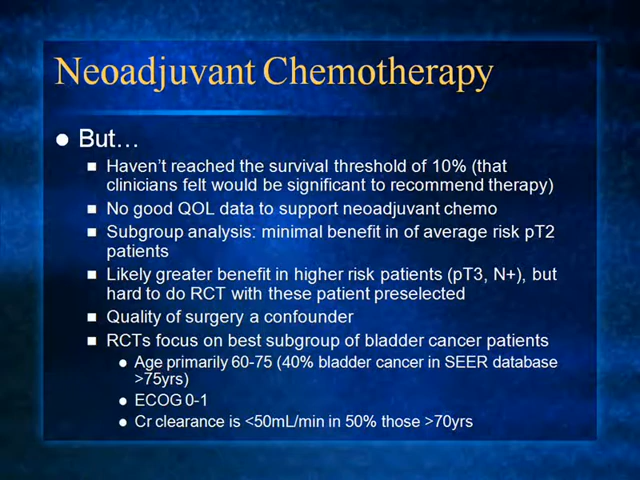 Neoadjuvant Chemotherapy
But…
Haven't reached the survival threshold of 10% (that
clinicians felt would be significant to recommend therapy)
No good QOL data to support neoadjuvant chemo
Subgroup analysis: minimal benefit in of average risk pT2
patients
Likely greater benefit in higher risk patients (pT3, N+), but
hard to do RCT with these patient preselected
Quality of surgery a confounder
RCTs focus on best subgroup of bladder cancer patients
Age primarily 60-75 (40% bladder cancer in SEER database
>75yrs)
ECOG 0-1
Cr clearance is <50mL/min in 50% those >70yrs